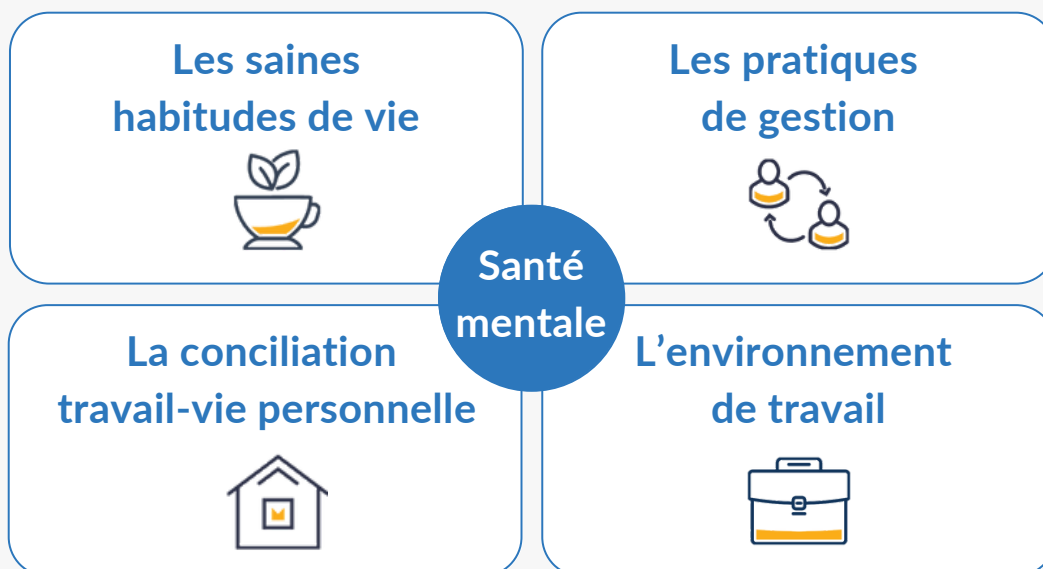 Les saines
habitudes de vie
Les pratiques
de gestion
Santé
mentale
La conciliation
travail-vie personnelle
L’environnement
de travail